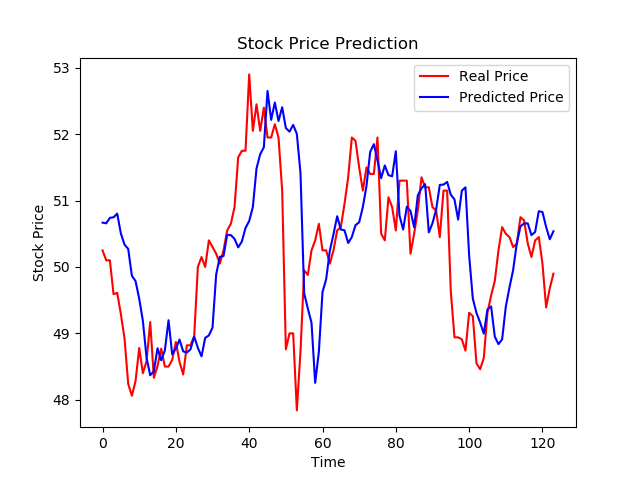 Stock Price Prediction
Real Price
Predicted Price
53
52
51
50
49
48
Stock Price
0 20 40 60 80 100 120
Time